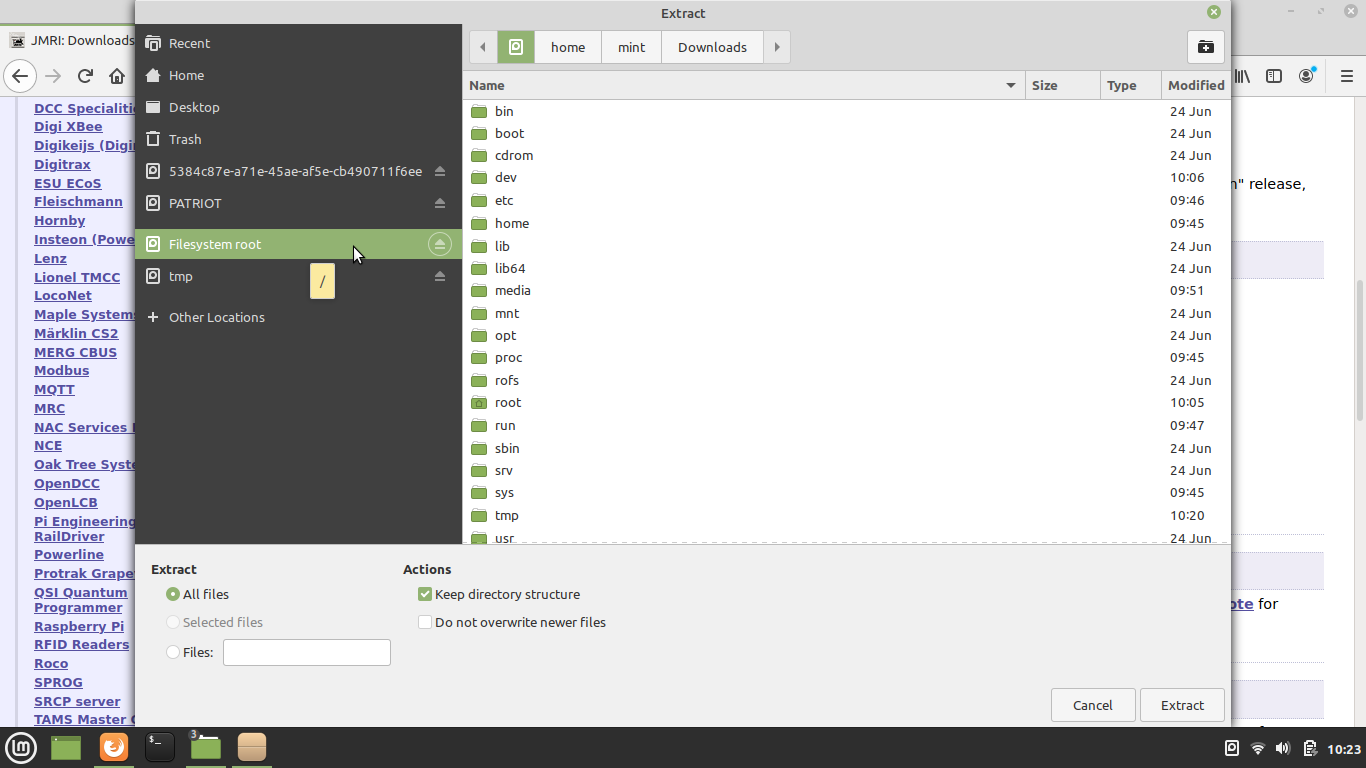 Extract
JMRI: Downloads
Recent
Home
Desktop
Trash
5384c87e-a71e-45ae-af5e-cb490711f6ee
PATRIOT
Filesystem root
tmp
/
Other Locations
home
mint
Downloads
Name
Size
Type
Modified
bin
24 Jun
boot
24 Jun
cdrom
24 Jun
dev
10:06
etc
09:46
home
09:45
lib
24 Jun
lib64
24 Jun
media
09:51
mnt
24 Jun
opt
24 Jun
proc
09:45
rofs
24 Jun
root
10:05
run
09:47
sbin
24 Jun
srv
24 Jun
sys
09:45
tmp
10:20
usr
24 Jun
Extract
All files
Selected files
Files:
Actions
Keep directory structure
Do not overwrite newer files
Cancel
Extract
DCC Specialitie
Digi XBee
Digikeijs (Digi
Digitrax
ESU ECoS
Fleischmann
Hornby
Insteon (Powe
Lenz
Lionel TMCC
LocoNet
Maple Systems
Märklin CS2
MERG CBUS
Modbus
MQTT
MRC
NAC Services
NCE
Oak Tree Syste
OpenDCC
OpenLCB
Pi Engineering
RailDriver
Powerline
Protrak Grape
QSI Quantum
Programmer
Raspberry Pi
RFID Readers
Roco
SPROG
SRCP server
TAMS Master
n" release,
ote for
lm
3
10:23